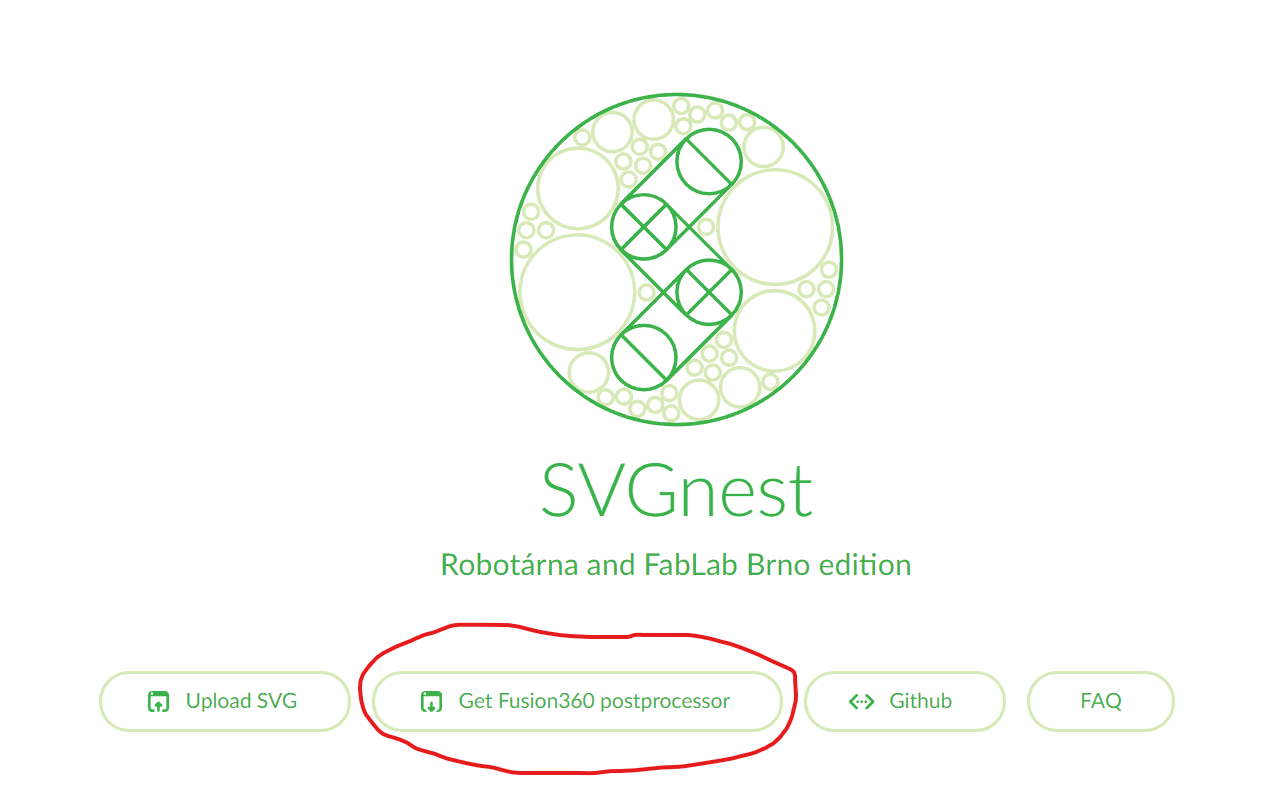 SVGnest
Robotárna and FabLab Brno edition
Upload SVG
Get Fusion360 postprocessor
Github
FAQ